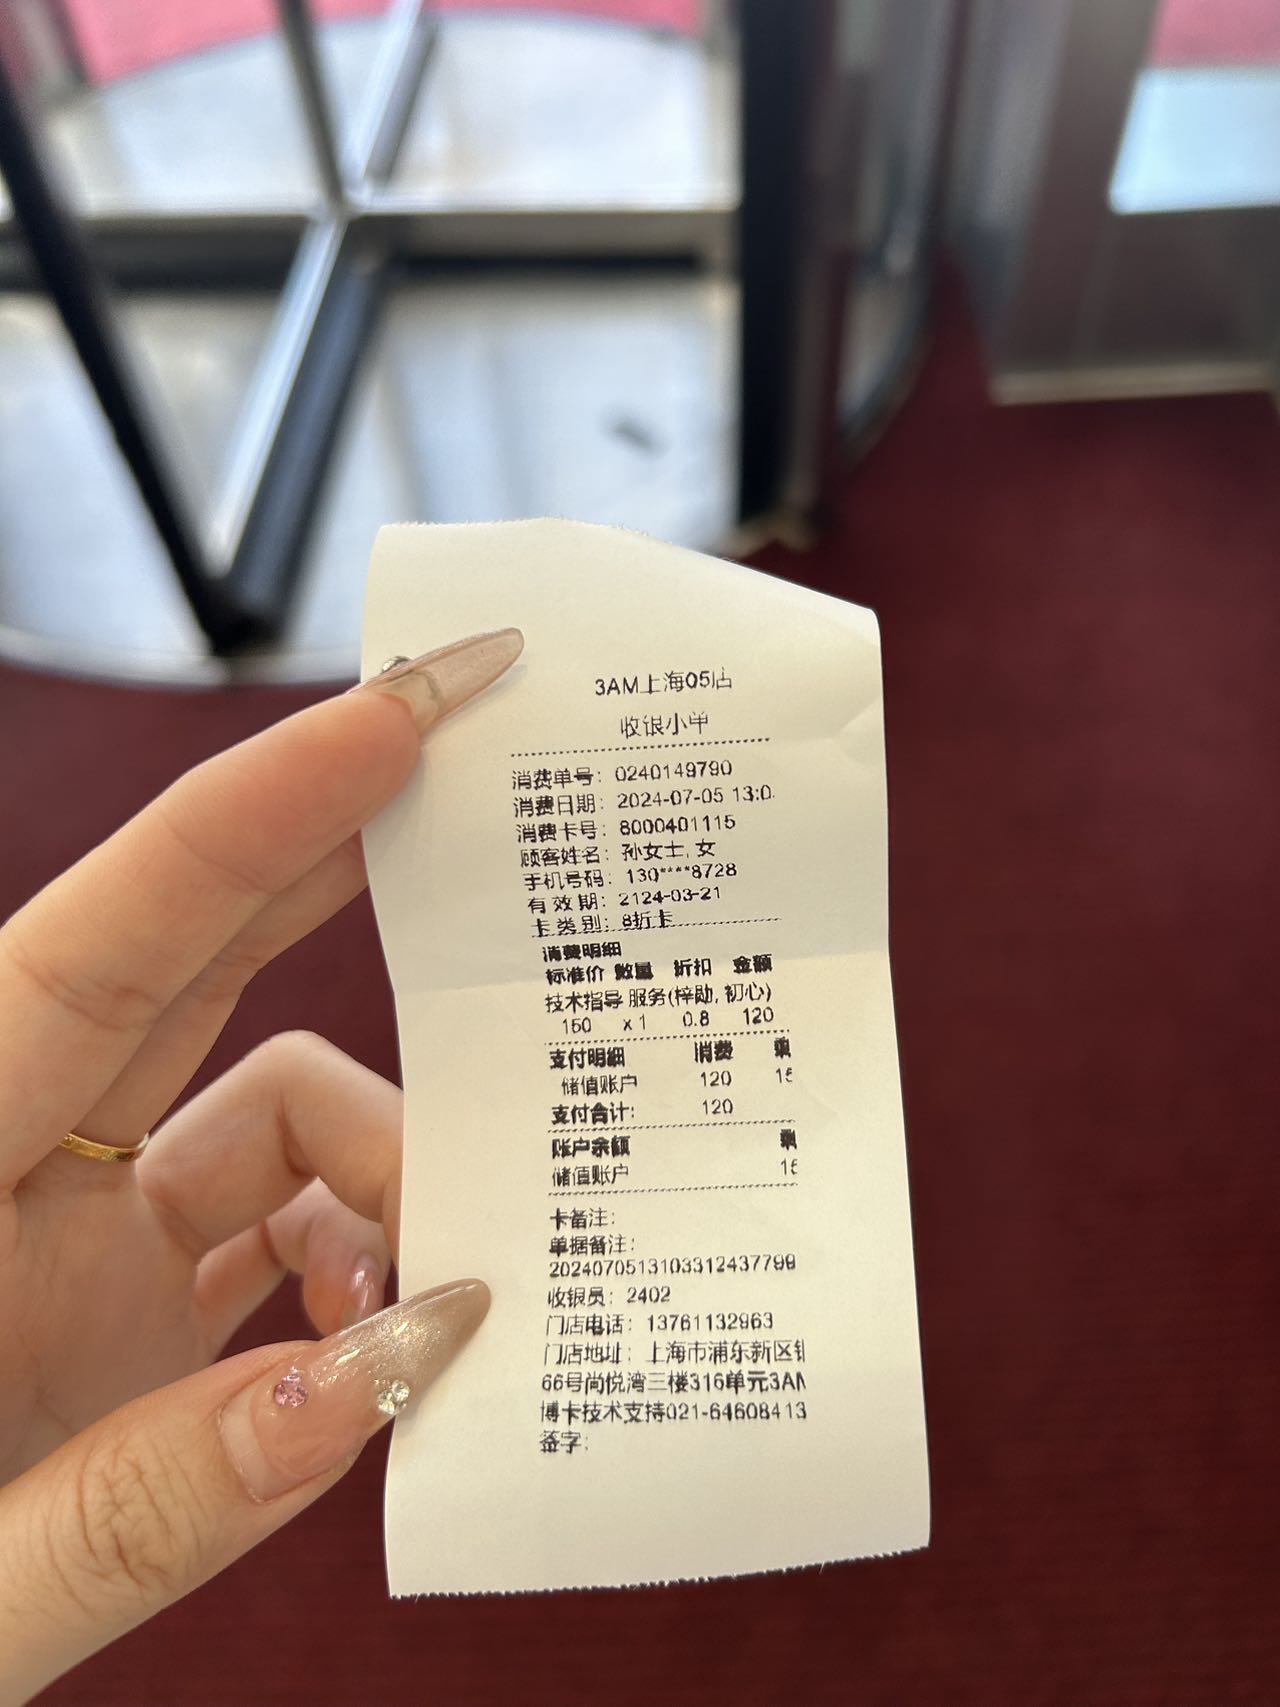 3AM上海05店
收银小单
消费单号：0240149790
消费日期：2024-07-05 13:0
消费卡号：8000401115
顾客姓名：孙女士, 女
手机号码：130****8728
有 效 期：2124-03-21
卡 类 别：8折卡
消费明细
标准价 数量 折扣 金额
技术指导 服务(梓勋, 初心)
150 x 1 0.8 120
支付明细 消费
储值账户 120
支付合计： 120
账户余额
储值账户
卡备注：
单据备注：
2024070513103312437799
收银员：2402
门店电话：13761132963
门店地址：上海市浦东新区
66号尚悦湾三楼316单元3AM
博卡技术支持021-64608413
签字：